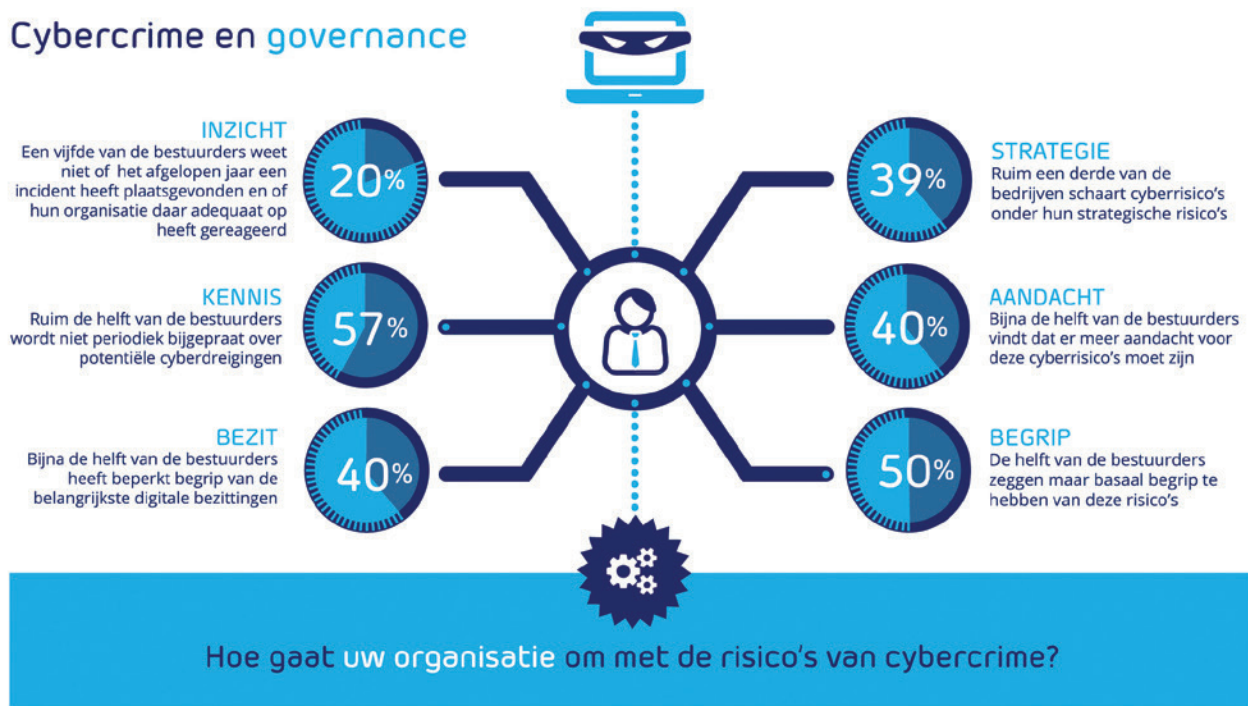 Cybercrime en governance
INZICHT
Een vijfde van de bestuurders weet
niet of het afgelopen jaar een
incident heeft plaatsgevonden en of
hun organisatie daar adequaat op
heeft gereageerd
20%
KENNIS
Ruim de helft van de bestuurders
wordt niet periodiek bijgepraat over
potentiële cyberdreigingen
57%
BEZIT
Bijna de helft van de bestuurders
heeft beperkt begrip van de
belangrijkste digitale bezittingen
40%
39%
STRATEGIE
Ruim een derde van de
bedrijven schaart cyberrisico's
onder hun strategische risico's
40%
AANDACHT
Bijna de helft van de bestuurders
vindt dat er meer aandacht voor
deze cyberrisico's moet zijn
50%
BEGRIP
De helft van de bestuurders
zeggen maar basaal begrip te
hebben van deze risico's
Hoe gaat uw organisatie om met de risico's van cybercrime?